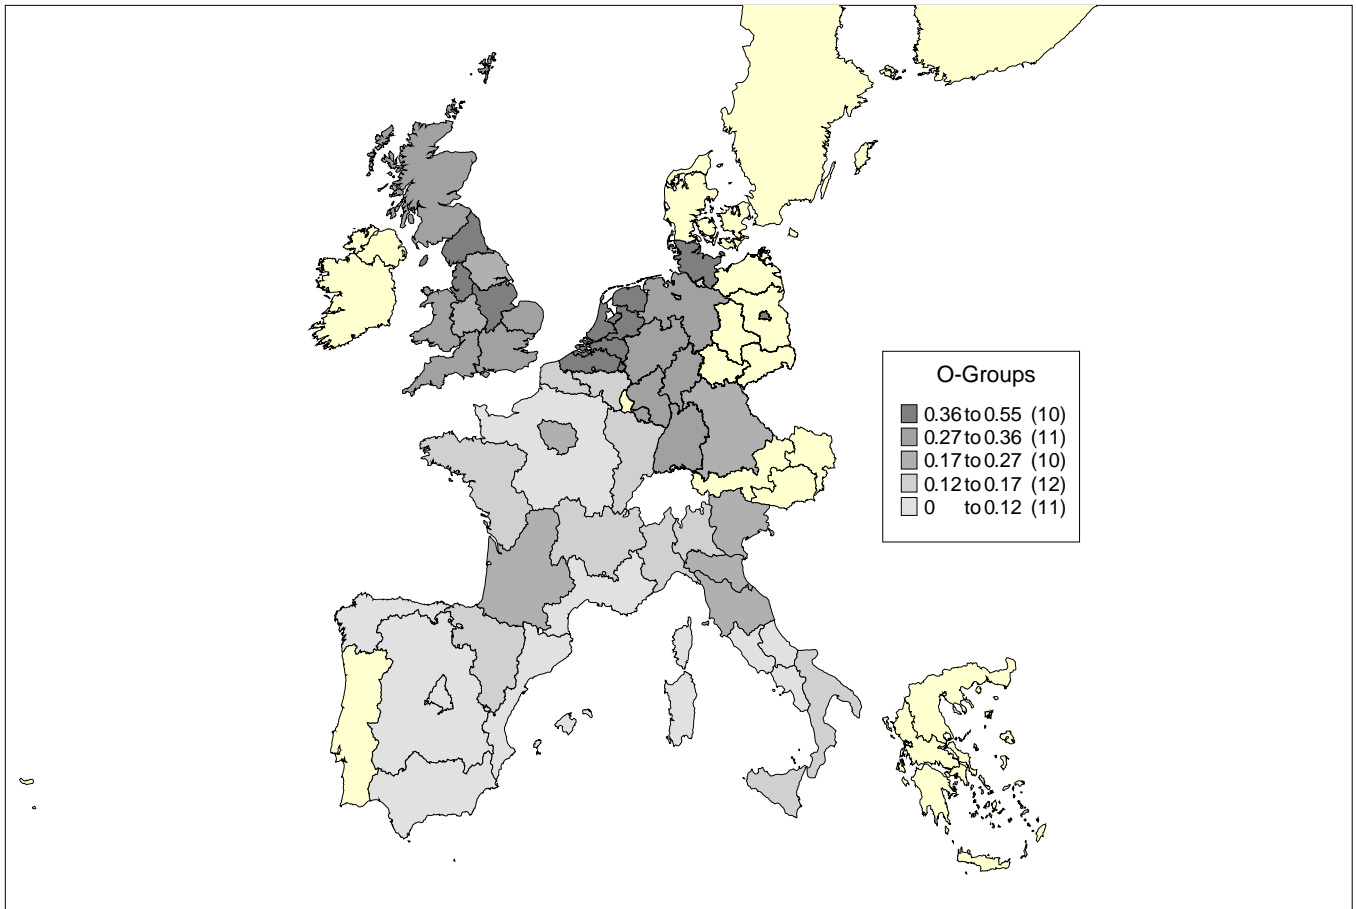 O-Groups
0.36 to 0.55 (10)
0.27 to 0.36 (11)
0.17 to 0.27 (10)
0.12 to 0.17 (12)
0 to 0.12 (11)